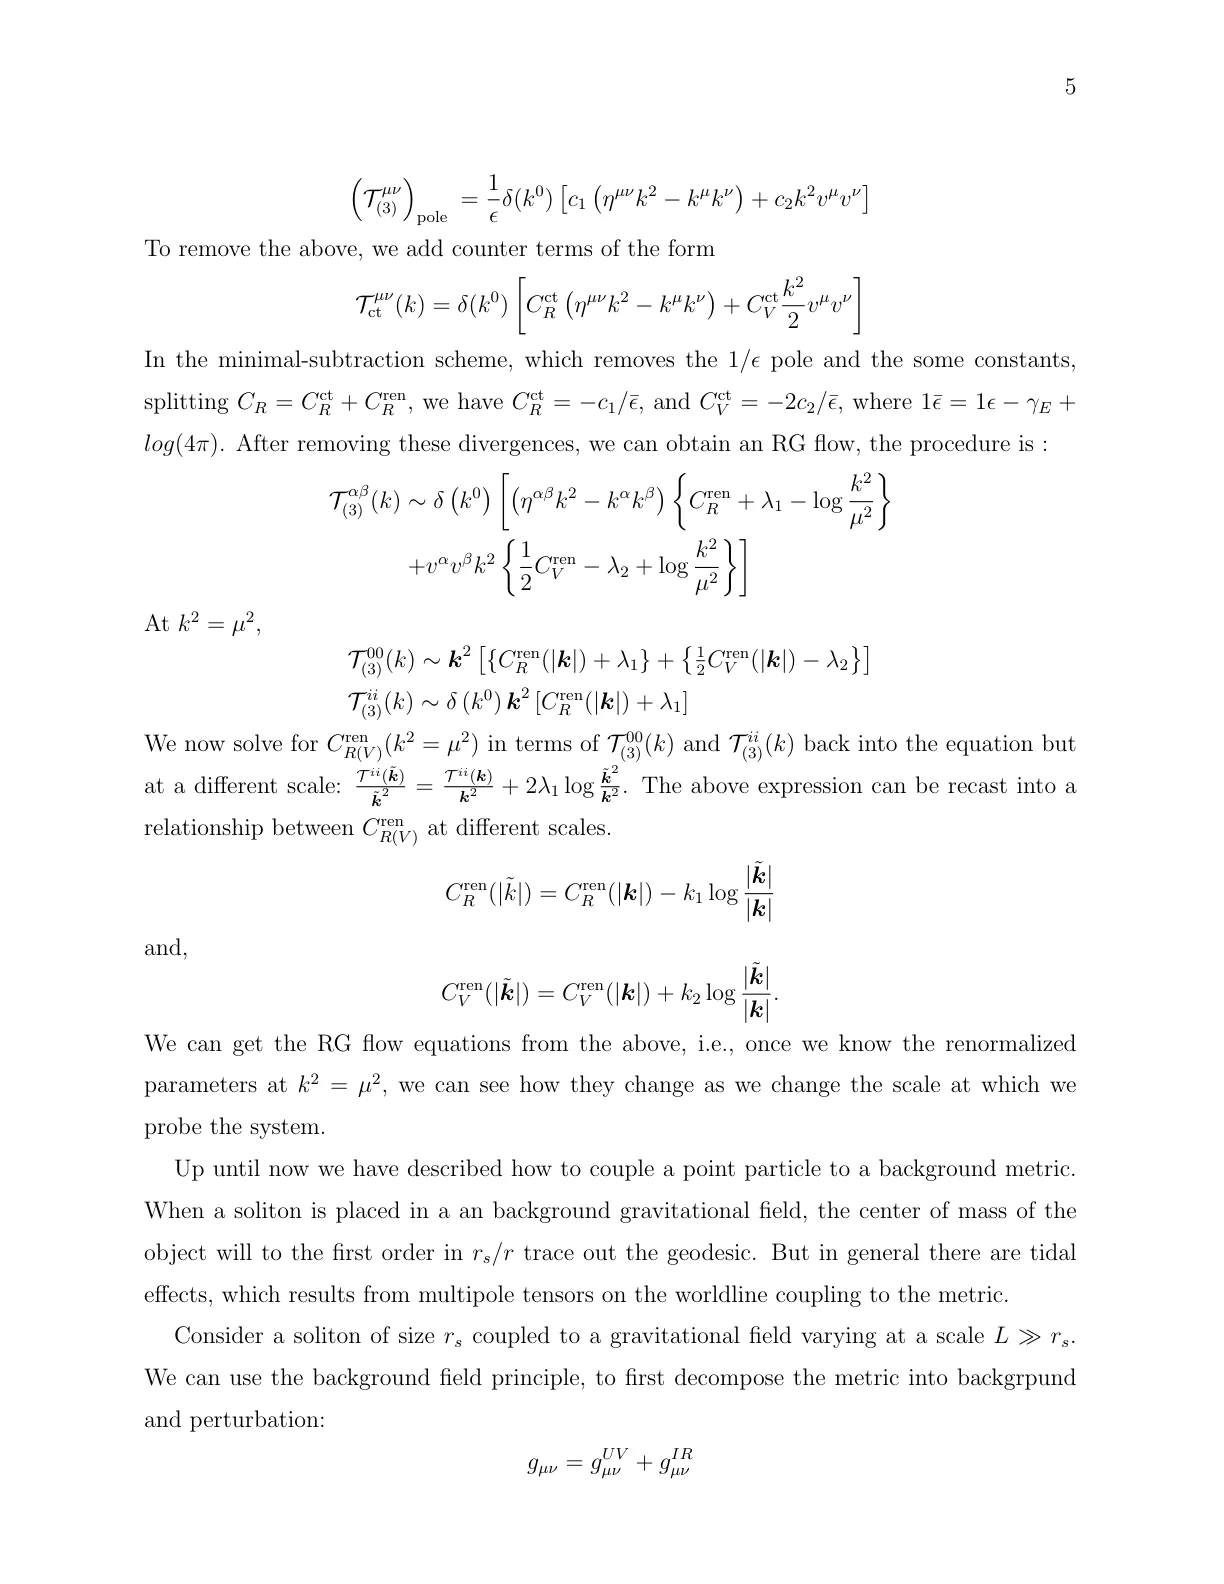 5
$\left(\mathcal{T}^{\mu\nu}_{(3)}\right)_{\text{pole}} = \frac{1}{\epsilon}\delta(k^0)\left[c_1\left(\eta^{\mu\nu}k^2 - k^\mu k^\nu\right) + c_2 k^2 v^\mu v^\nu\right]$
To remove the above, we add counter terms of the form
$\mathcal{T}^{\mu\nu}_{\text{ct}}(k) = \delta(k^0)\left[C_R^{\text{ct}}\left(\eta^{\mu\nu}k^2 - k^\mu k^\nu\right) + C_V^{\text{ct}}\frac{k^2}{2}v^\mu v^\nu\right]$
In the minimal-subtraction scheme, which removes the $1/\epsilon$ pole and the some constants,
splitting $C_R = C_R^{\text{ct}} + C_R^{\text{ren}}$, we have $C_R^{\text{ct}} = -c_1/\bar{\epsilon}$, and $C_V^{\text{ct}} = -2c_2/\bar{\epsilon}$, where $1\bar{\epsilon} = 1\epsilon - \gamma_E +$
$log(4\pi)$. After removing these divergences, we can obtain an RG flow, the procedure is :
$\mathcal{T}^{\alpha\beta}_{(3)}(k) \sim \delta\left(k^0\right)\left[\left(\eta^{\alpha\beta}k^2 - k^\alpha k^\beta\right)\left\{C_R^{\text{ren}} + \lambda_1 - \log\frac{k^2}{\mu^2}\right\}\right.$
$\left.+v^\alpha v^\beta k^2\left\{\frac{1}{2}C_V^{\text{ren}} - \lambda_2 + \log\frac{k^2}{\mu^2}\right\}\right]$
At $k^2 = \mu^2$,
$\mathcal{T}^{00}_{(3)}(k) \sim \boldsymbol{k}^2\left[\{C_R^{\text{ren}}(|\boldsymbol{k}|) + \lambda_1\} + \left\{\frac{1}{2}C_V^{\text{ren}}(|\boldsymbol{k}|) - \lambda_2\right\}\right]$
$\mathcal{T}^{ii}_{(3)}(k) \sim \delta\left(k^0\right)\boldsymbol{k}^2\left[C_R^{\text{ren}}(|\boldsymbol{k}|) + \lambda_1\right]$
We now solve for $C^{\text{ren}}_{R(V)}(k^2 = \mu^2)$ in terms of $\mathcal{T}^{00}_{(3)}(k)$ and $\mathcal{T}^{ii}_{(3)}(k)$ back into the equation but
at a different scale: $\frac{\mathcal{T}^{ii}(\tilde{\boldsymbol{k}})}{\tilde{\boldsymbol{k}}^2} = \frac{\mathcal{T}^{ii}(\boldsymbol{k})}{\boldsymbol{k}^2} + 2\lambda_1\log\frac{\tilde{\boldsymbol{k}}^2}{\boldsymbol{k}^2}$. The above expression can be recast into a
relationship between $C^{\text{ren}}_{R(V)}$ at different scales.
$C_R^{\text{ren}}(|\tilde{k}|) = C_R^{\text{ren}}(|\boldsymbol{k}|) - k_1\log\frac{|\tilde{\boldsymbol{k}}|}{|\boldsymbol{k}|}$
and,
$C_V^{\text{ren}}(|\tilde{\boldsymbol{k}}|) = C_V^{\text{ren}}(|\boldsymbol{k}|) + k_2\log\frac{|\tilde{\boldsymbol{k}}|}{|\boldsymbol{k}|}.$
We can get the RG flow equations from the above, i.e., once we know the renormalized
parameters at $k^2 = \mu^2$, we can see how they change as we change the scale at which we
probe the system.
Up until now we have described how to couple a point particle to a background metric.
When a soliton is placed in a an background gravitational field, the center of mass of the
object will to the first order in $r_s/r$ trace out the geodesic. But in general there are tidal
effects, which results from multipole tensors on the worldline coupling to the metric.
Consider a soliton of size $r_s$ coupled to a gravitational field varying at a scale $L \gg r_s$.
We can use the background field principle, to first decompose the metric into backgrpund
and perturbation:
$g_{\mu\nu} = g^{UV}_{\mu\nu} + g^{IR}_{\mu\nu}$